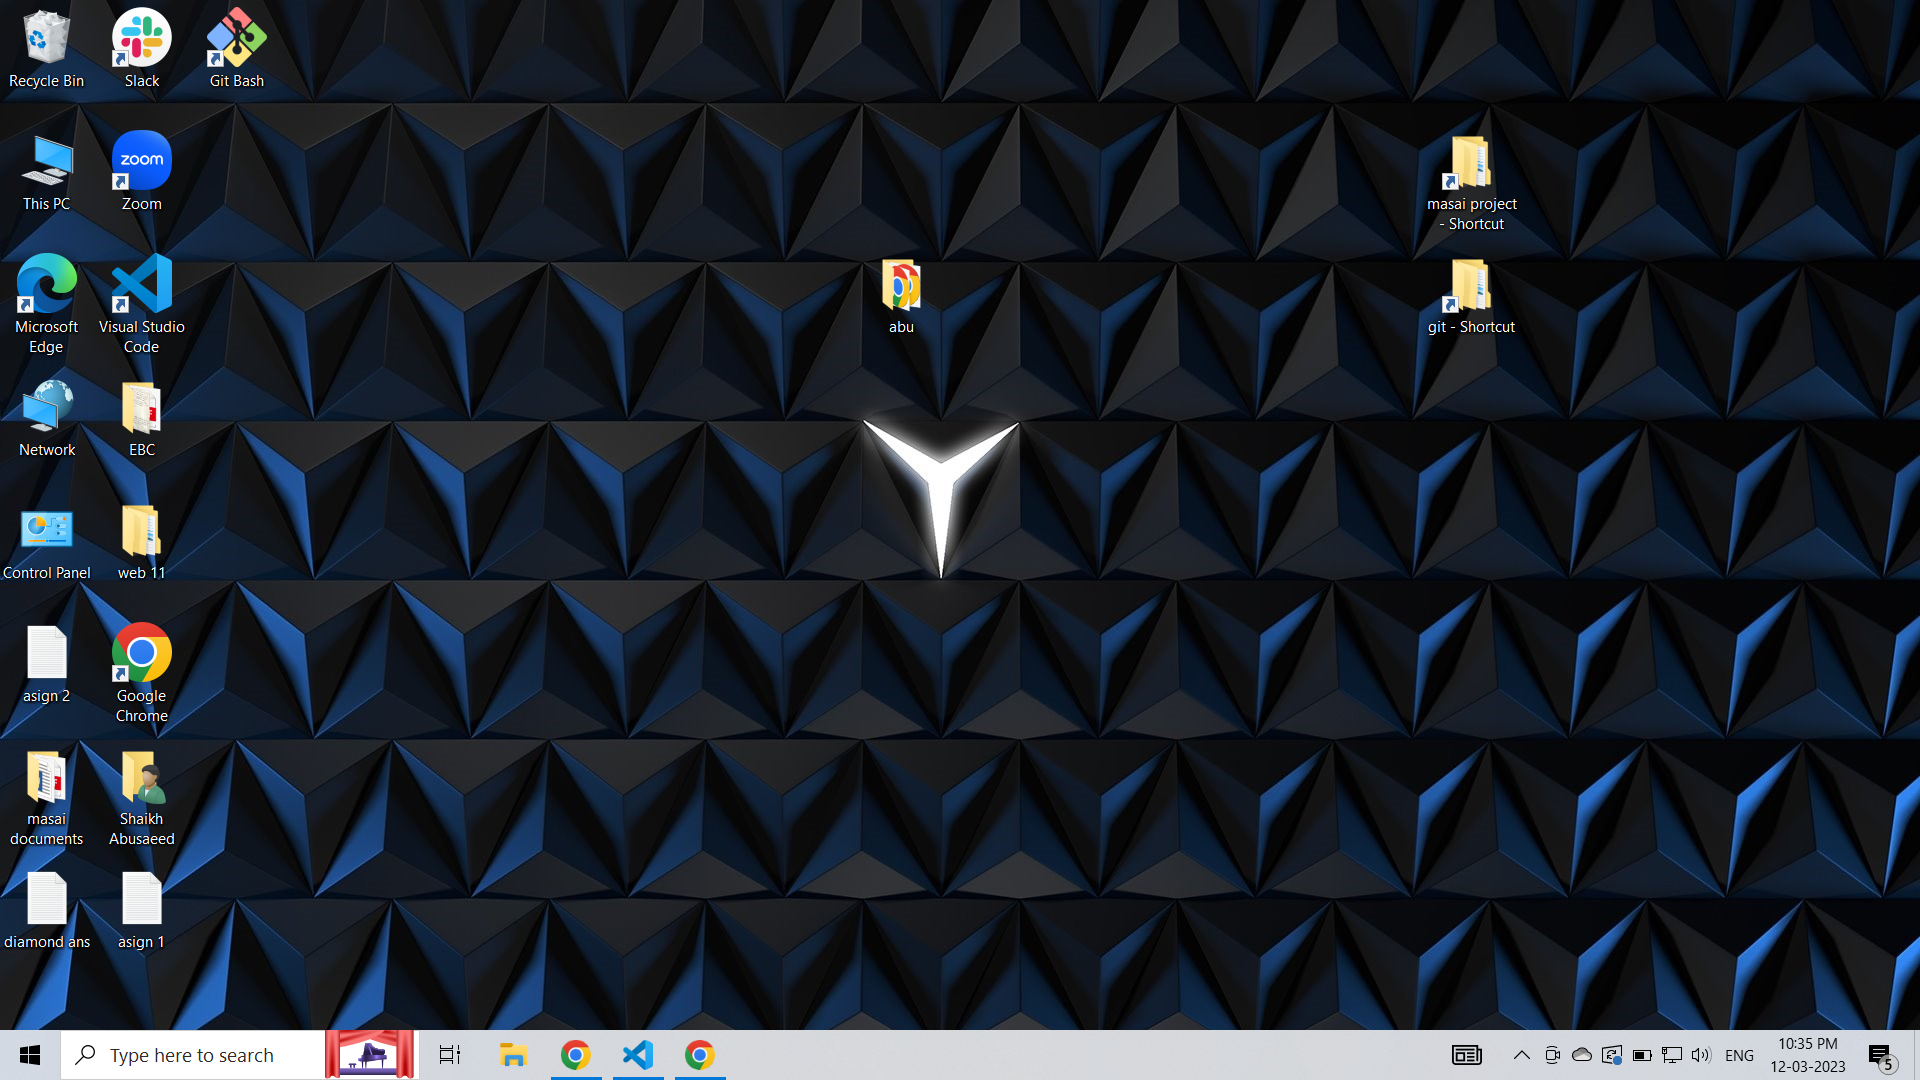 Recycle Bin
Slack
Git Bash
This PC
zoom
Zoom
masai project
- Shortcut
Microsoft
Edge
Visual Studio
Code
abu
git - Shortcut
Network
EBC
Control Panel
web 11
asign 2
Google
Chrome
masai
documents
Shaikh
Abusaeed
diamond ans
asign 1
Type here to search
ENG
10:35 PM
12-03-2023
5